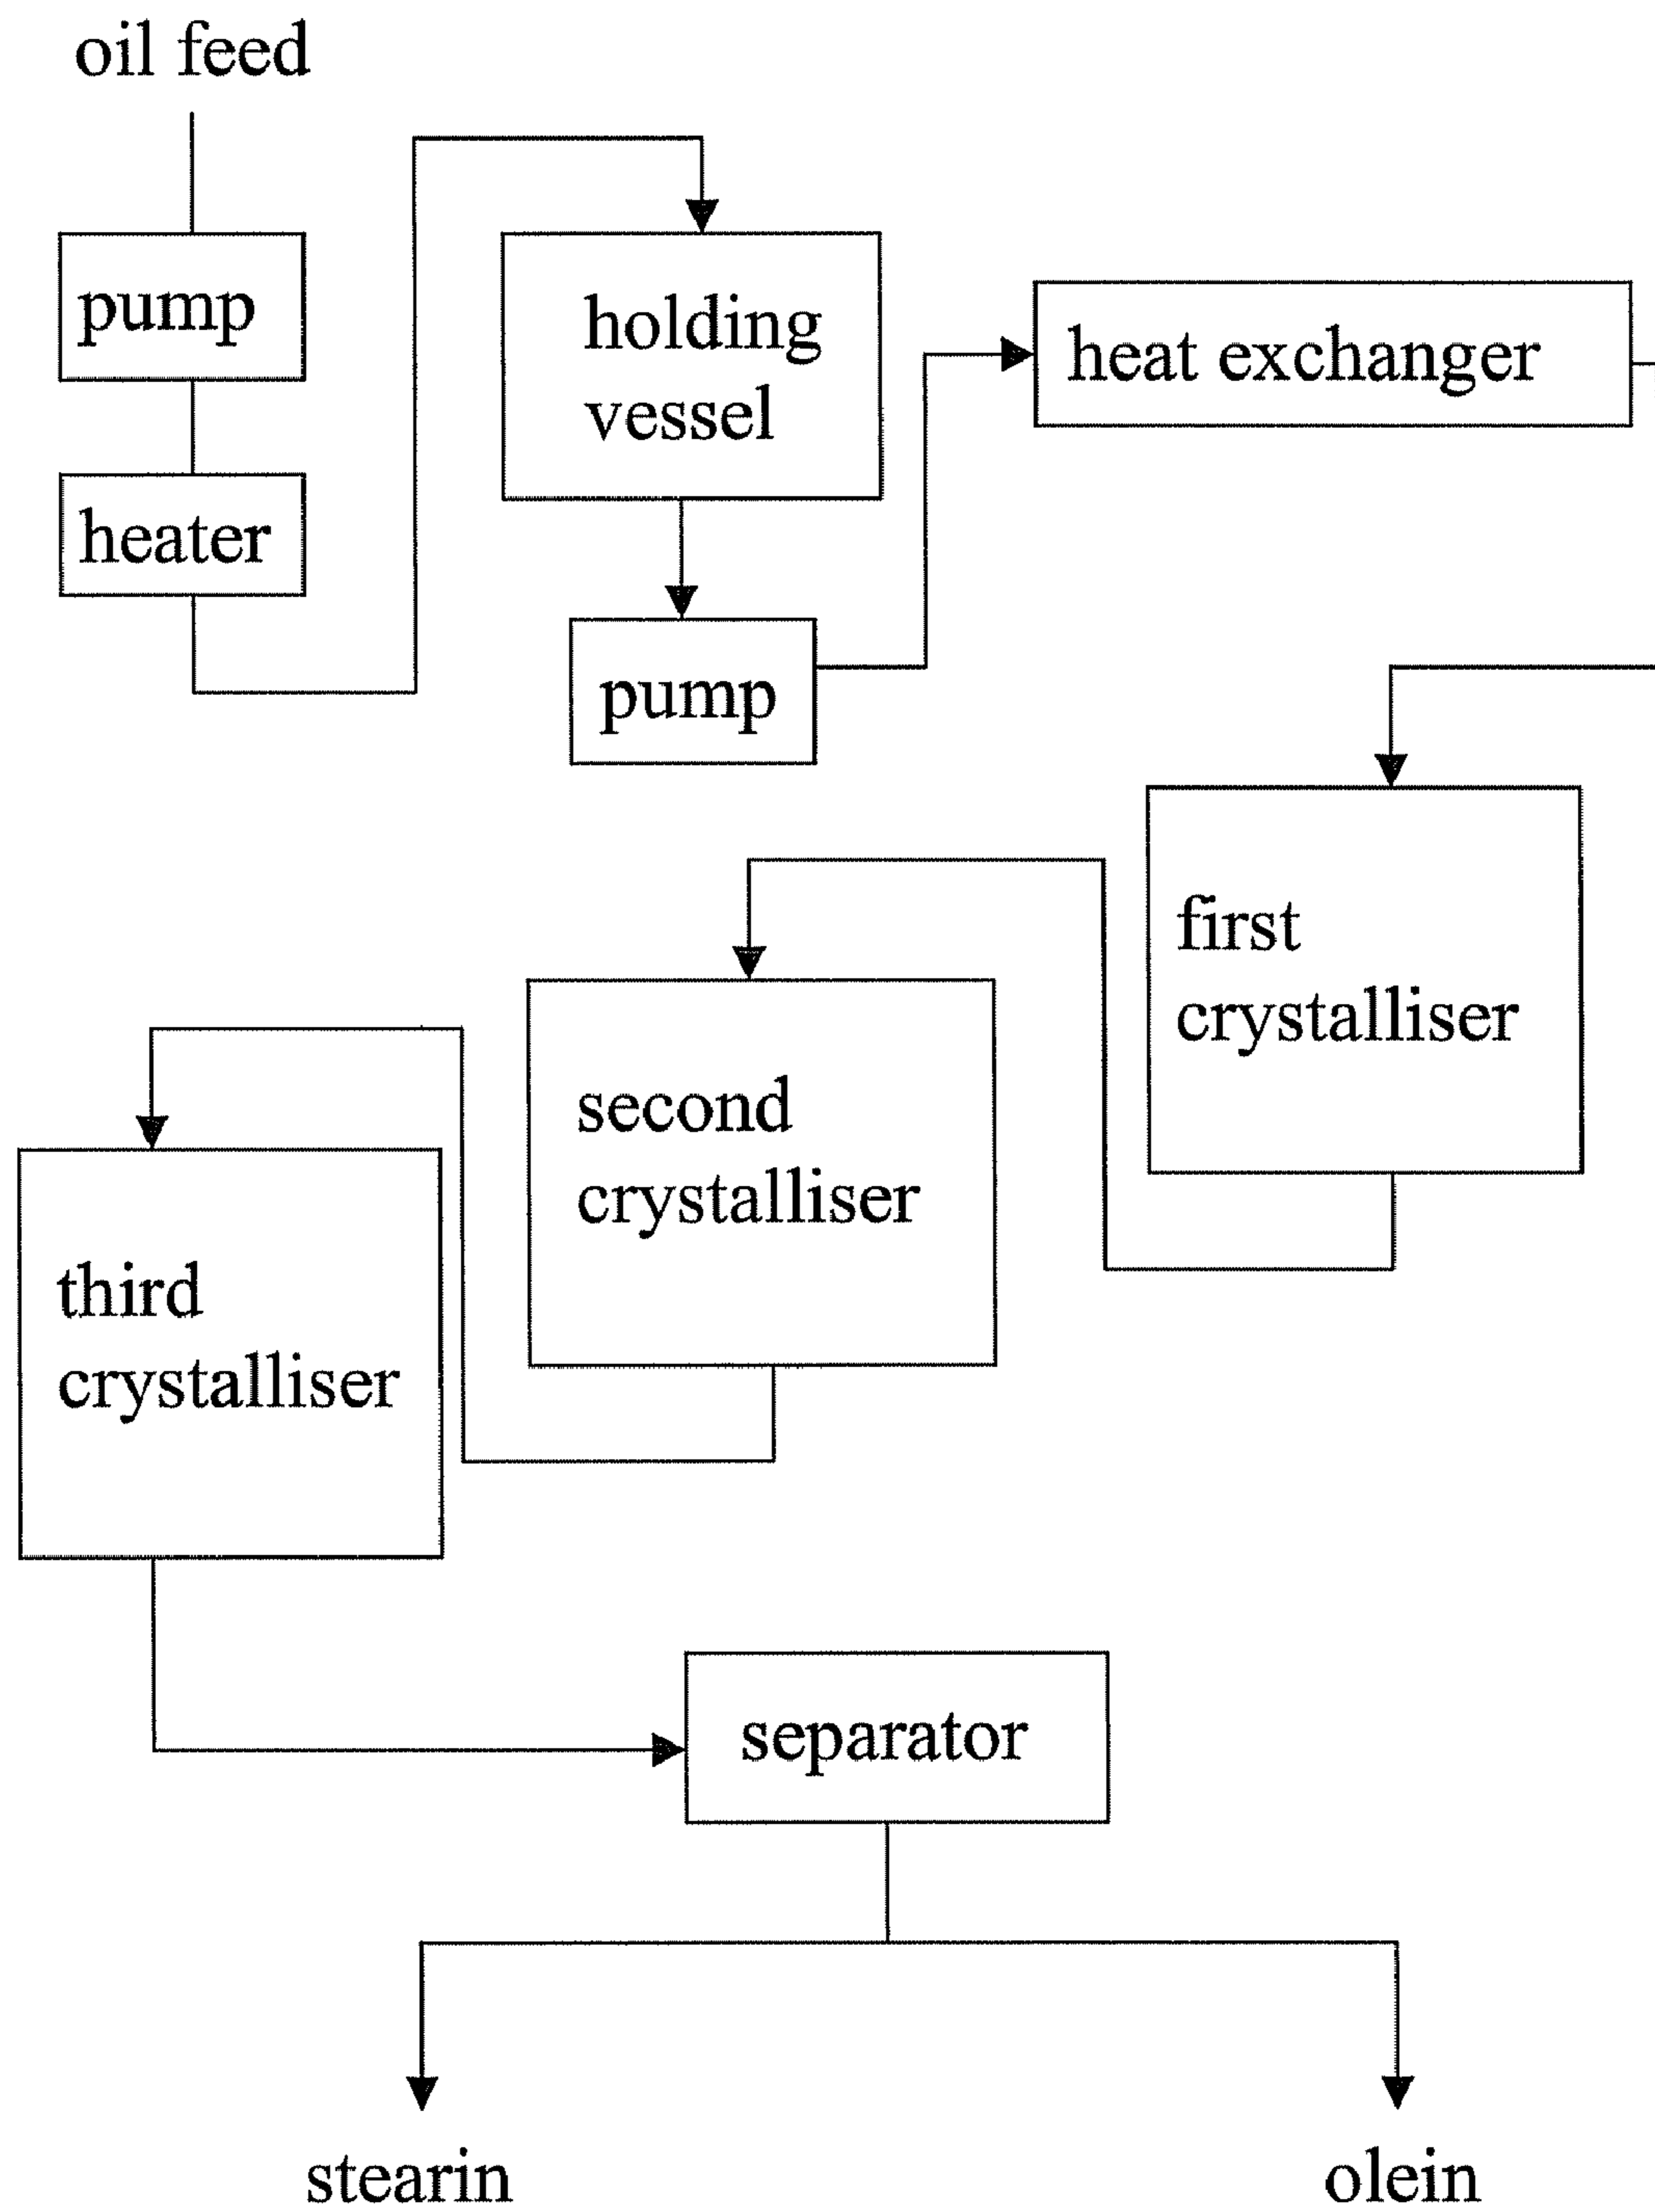 oil feed
pump
heater
holding
vessel
pump
heat exchanger
first
crystalliser
second
crystalliser
third
crystalliser
separator
stearin
olein